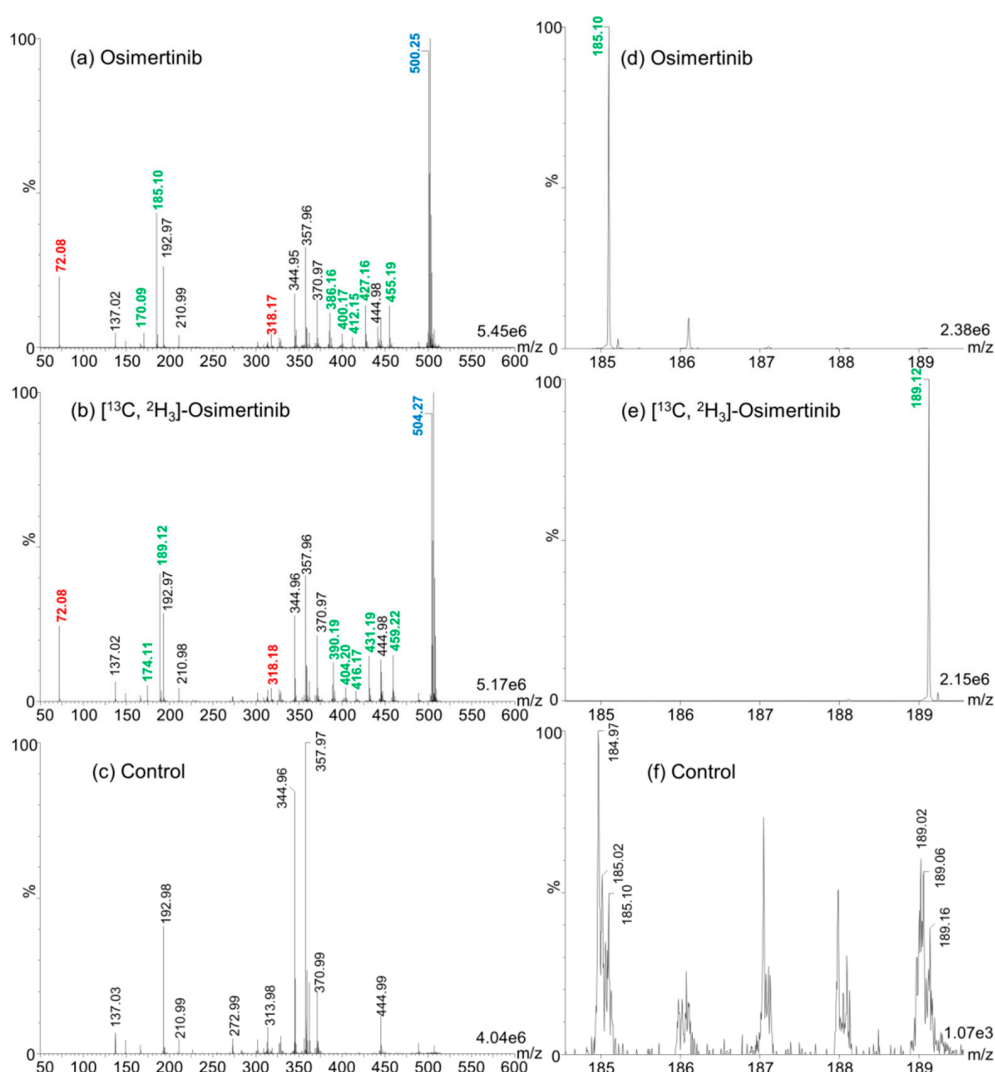 (a) Osimertinib
100
%
0
72.08
137.02
170.09
185.10
192.97
210.99
318.17
344.95
357.96
370.97
386.16
400.17
412.15
427.16
444.98
455.19
500.25
5.45e6
m/z
50 100 150 200 250 300 350 400 450 500 550 600
(d) Osimertinib
100
%
0
185.10
2.38e6
m/z
185 186 187 188 189
(b) [¹³C, ²H₃]-Osimertinib
100
%
0
72.08
137.02
174.11
189.12
192.97
210.98
318.18
344.96
357.96
370.97
390.19
404.20
416.17
431.19
444.98
459.22
504.27
5.17e6
m/z
50 100 150 200 250 300 350 400 450 500 550 600
(e) [¹³C, ²H₃]-Osimertinib
100
%
0
189.12
2.15e6
m/z
185 186 187 188 189
(c) Control
100
%
0
137.03
192.98
210.99
272.99
313.98
344.96
357.97
370.99
444.99
4.04e6
m/z
50 100 150 200 250 300 350 400 450 500 550 600
(f) Control
100
%
0
184.97
185.02
185.10
189.02
189.06
189.16
1.07e3
m/z
185 186 187 188 189